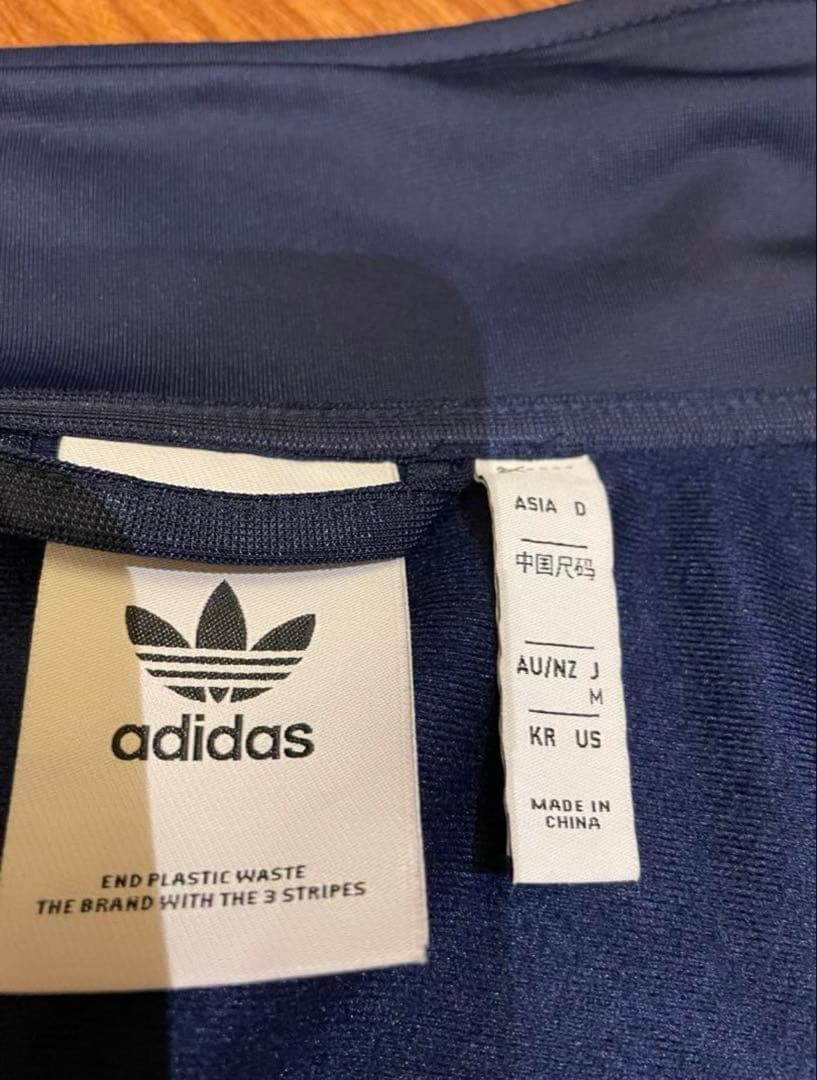 adidas
END PLASTIC WASTE
THE BRAND WITH THE 3 STRIPES
ASIA D
中国尺码
AU/NZ J
M
KR US
MADE IN
CHINA